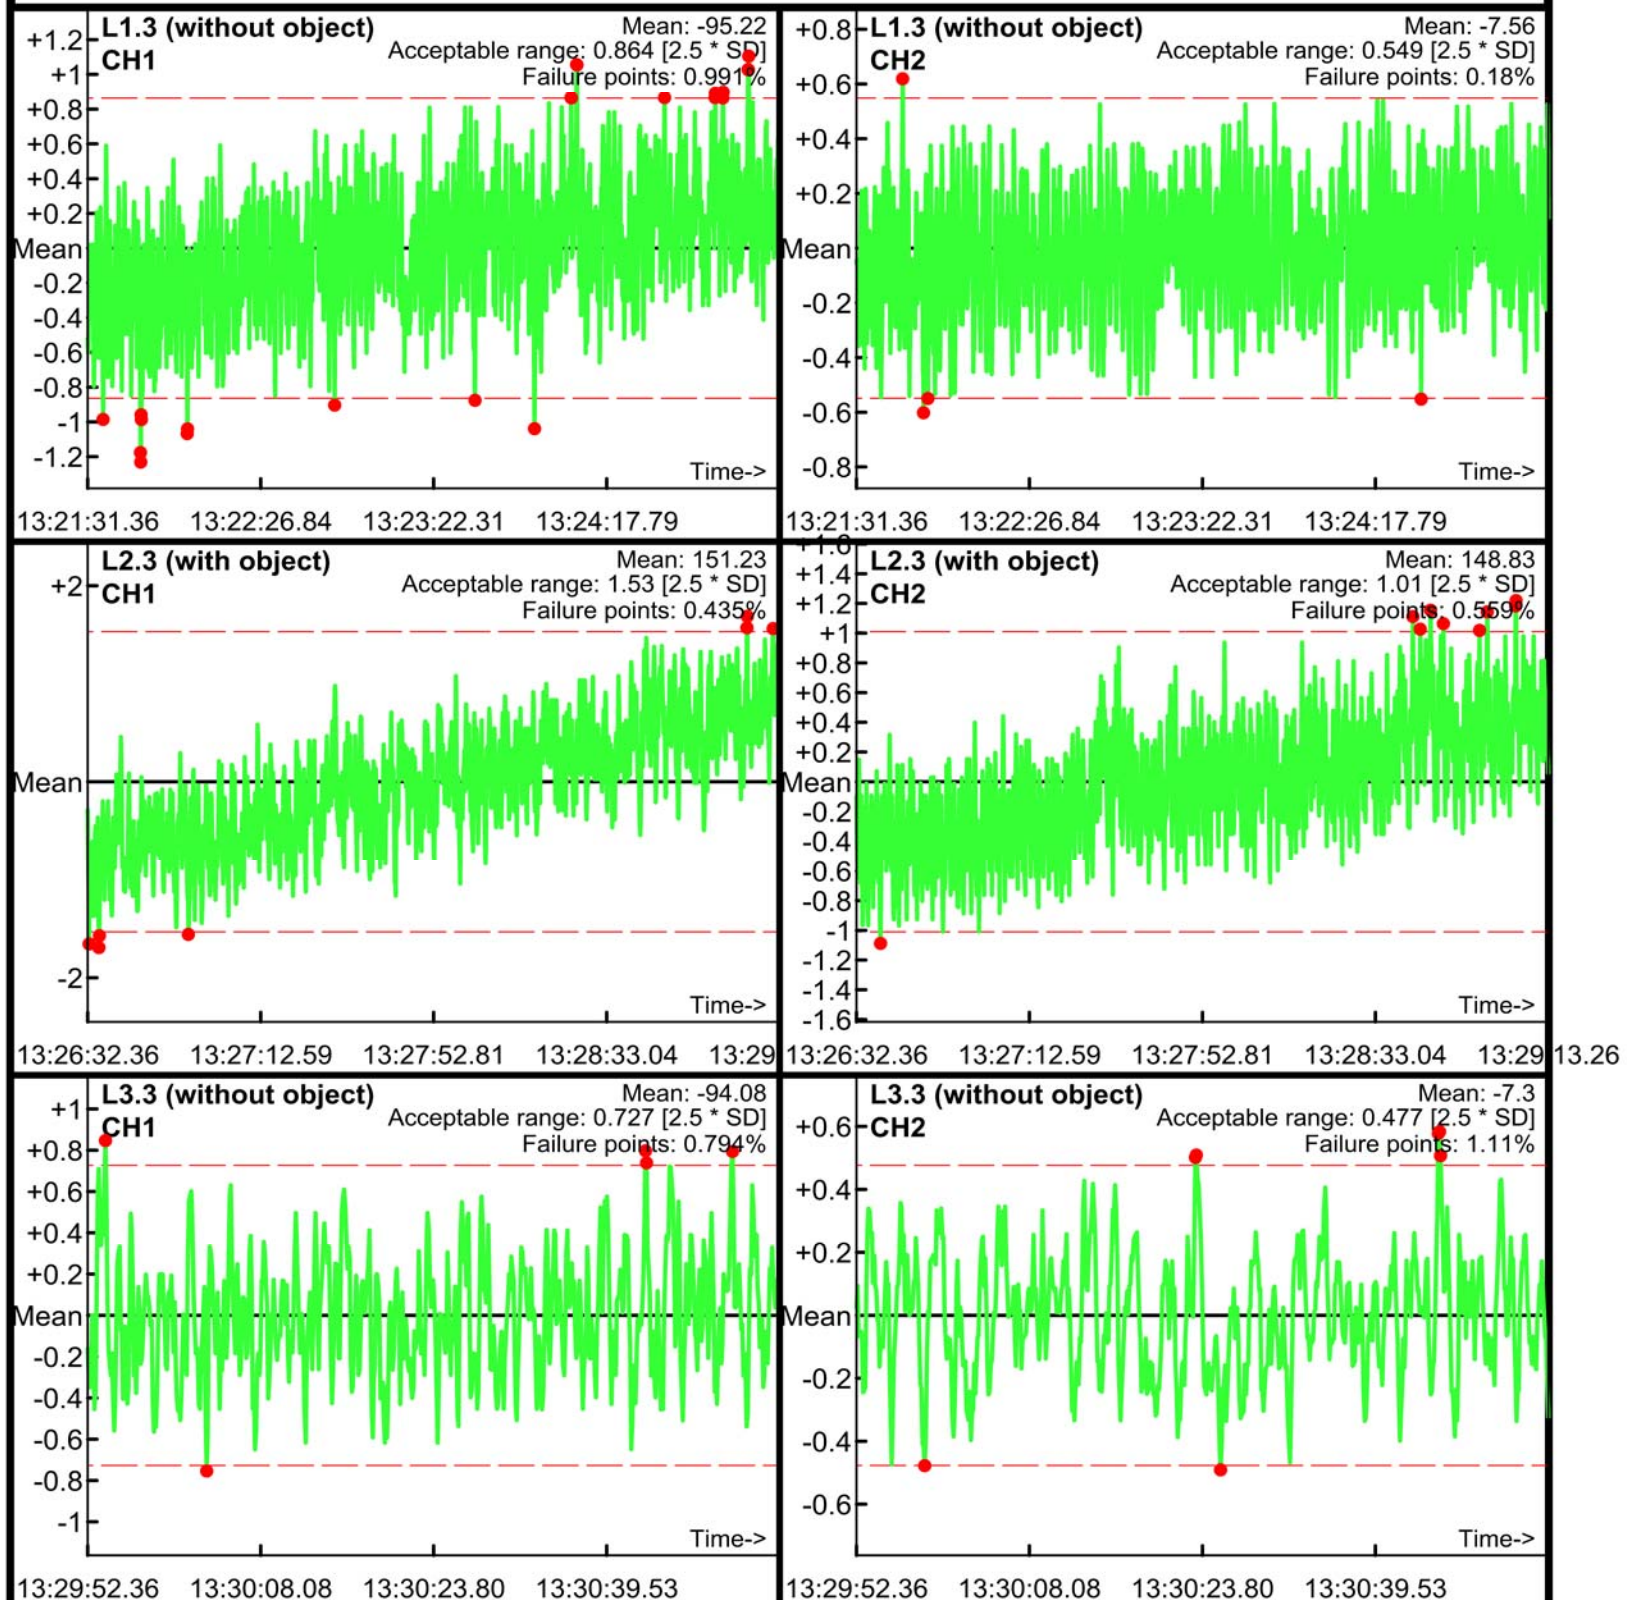 L1.3 (without object)
CH1
Mean: -95.22
Acceptable range: 0.864 [2.5 * SD]
Failure points: 0.991%
+1.2
+1
+0.8
+0.6
+0.4
+0.2
Mean
-0.2
-0.4
-0.6
-0.8
-1
-1.2
Time->
13:21:31.36 13:22:26.84 13:23:22.31 13:24:17.79
L1.3 (without object)
CH2
Mean: -7.56
Acceptable range: 0.549 [2.5 * SD]
Failure points: 0.18%
+0.8
+0.6
+0.4
+0.2
Mean
-0.2
-0.4
-0.6
-0.8
Time->
13:21:31.36 13:22:26.84 13:23:22.31 13:24:17.79
L2.3 (with object)
CH1
Mean: 151.23
Acceptable range: 1.53 [2.5 * SD]
Failure points: 0.435%
+2
Mean
-2
Time->
13:26:32.36 13:27:12.59 13:27:52.81 13:28:33.04 13:29
L2.3 (with object)
CH2
Mean: 148.83
Acceptable range: 1.01 [2.5 * SD]
Failure points: 0.559%
+1.6
+1.4
+1.2
+1
+0.8
+0.6
+0.4
+0.2
Mean
-0.2
-0.4
-0.6
-0.8
-1
-1.2
-1.4
-1.6
Time->
13:26:32.36 13:27:12.59 13:27:52.81 13:28:33.04 13:29:13.26
L3.3 (without object)
CH1
Mean: -94.08
Acceptable range: 0.727 [2.5 * SD]
Failure points: 0.794%
+1
+0.8
+0.6
+0.4
+0.2
Mean
-0.2
-0.4
-0.6
-0.8
-1
Time->
13:29:52.36 13:30:08.08 13:30:23.80 13:30:39.53
L3.3 (without object)
CH2
Mean: -7.3
Acceptable range: 0.477 [2.5 * SD]
Failure points: 1.11%
+0.6
+0.4
+0.2
Mean
-0.2
-0.4
-0.6
Time->
13:29:52.36 13:30:08.08 13:30:23.80 13:30:39.53